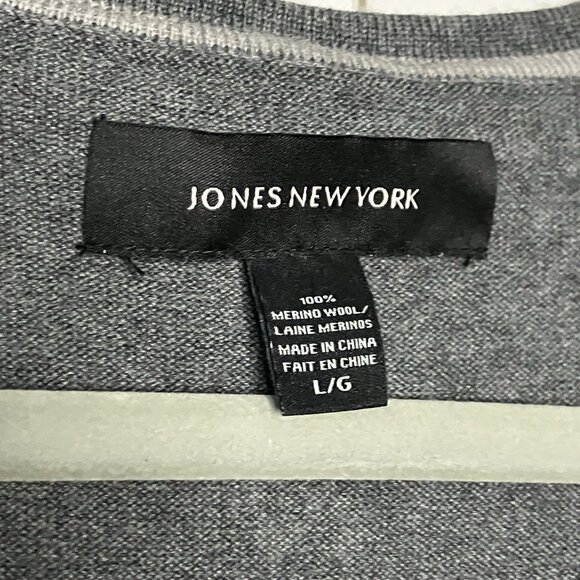 JONES NEW YORK
100%
MERINO WOOL/
LAINE MERINOS
MADE IN CHINA
FAIT EN CHINE
L/G